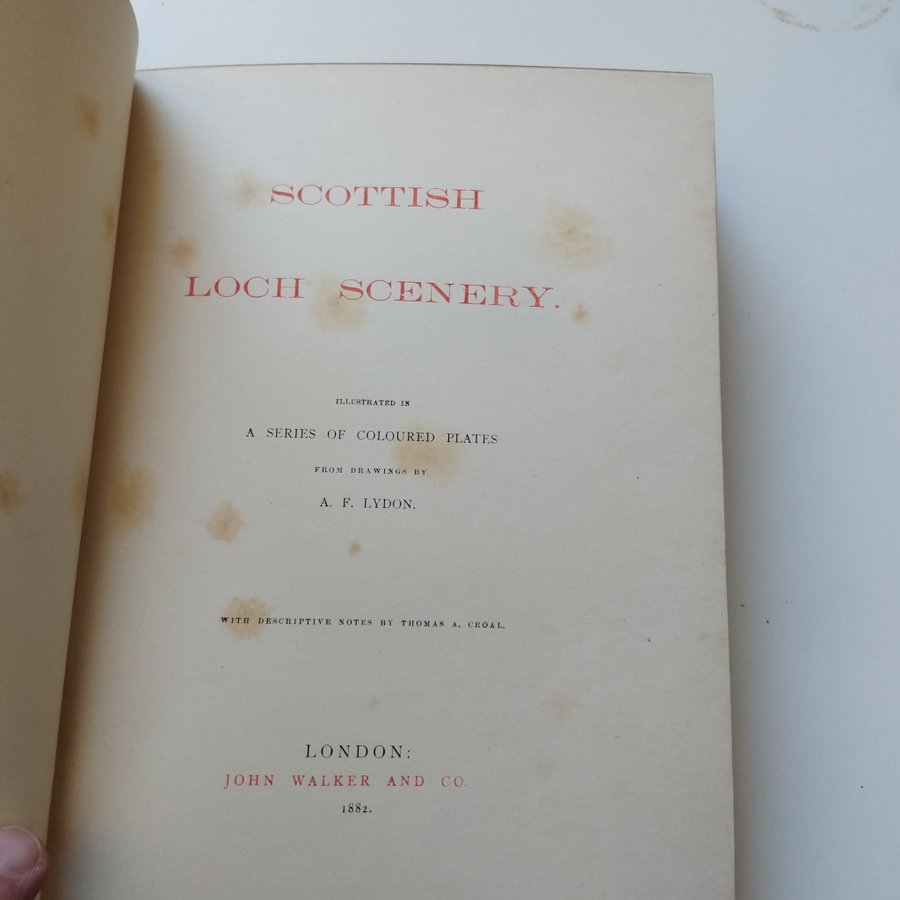 SCOTTISH
LOCH SCENERY.
ILLUSTRATED IN
A SERIES OF COLOURED PLATES
FROM DRAWINGS BY
A. F. LYDON.
WITH DESCRIPTIVE NOTES BY THOMAS A. CROAL.
LONDON:
JOHN WALKER AND CO.
1882.